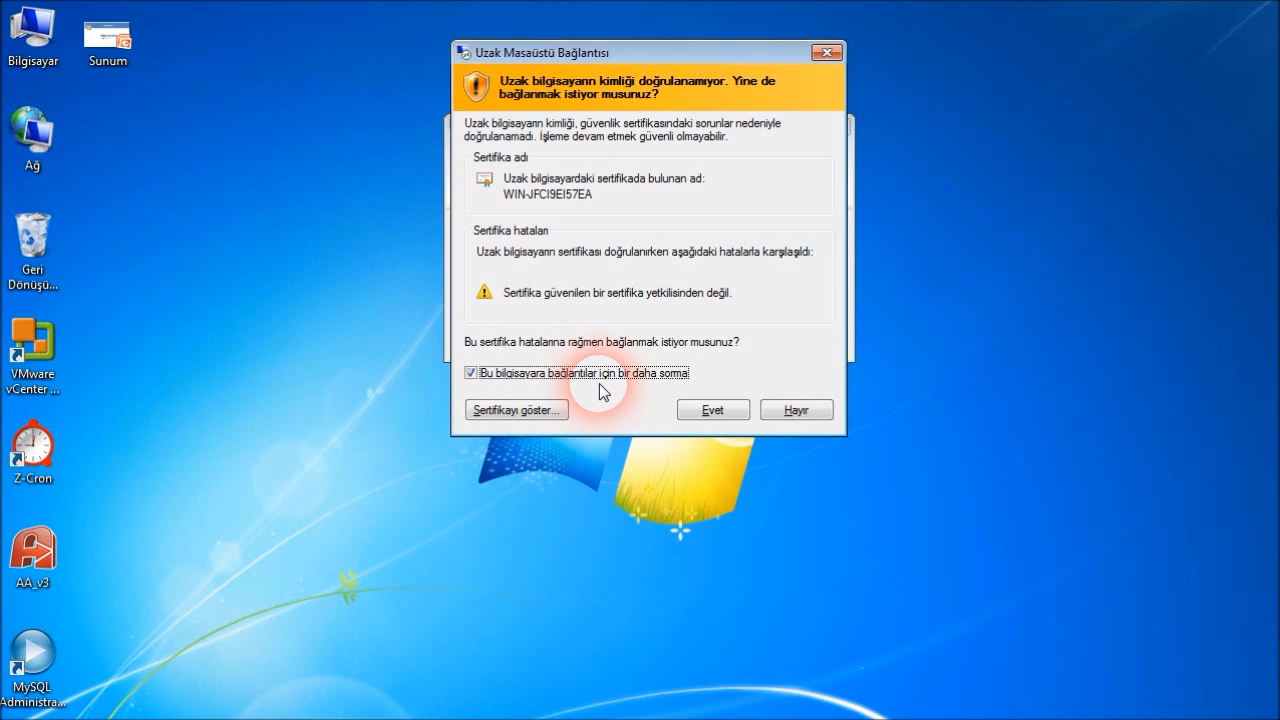 Bilgisayar
Sunum
Ağ
Geri
Dönüşü...
VMware
vCenter ...
Z-Cron
AA_v3
MySQL
Administra...
Uzak Masaüstü Bağlantısı
Uzak bilgisayarın kimliği doğrulanamıyor. Yine de
bağlanmak istiyor musunuz?
Uzak bilgisayarın kimliği, güvenlik sertifikasındaki sorunlar nedeniyle
doğrulanamadı. İşleme devam etmek güvenli olmayabilir.
Sertifika adı
Uzak bilgisayardaki sertifikada bulunan ad:
WIN-JFCI9EI57EA
Sertifika hataları
Uzak bilgisayarın sertifikası doğrulanırken aşağıdaki hatalarla karşılaşıldı:
Sertifika güvenilen bir sertifika yetkilisinden değil.
Bu sertifika hatalarına rağmen bağlanmak istiyor musunuz?
Bu bilgisayara bağlantılar için bir daha sorma
Sertifikayı göster...
Evet
Hayır